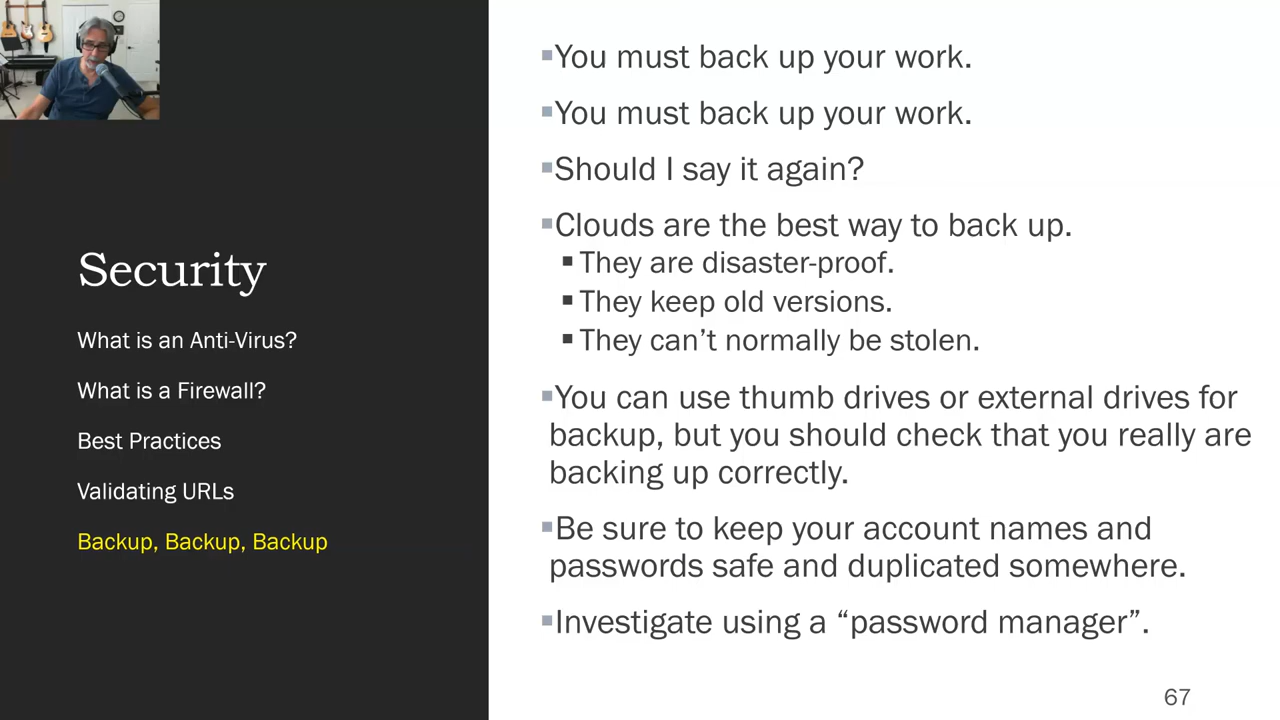 Security
What is an Anti-Virus?
What is a Firewall?
Best Practices
Validating URLs
Backup, Backup, Backup
You must back up your work.
You must back up your work.
Should I say it again?
Clouds are the best way to back up.
They are disaster-proof.
They keep old versions.
They can’t normally be stolen.
You can use thumb drives or external drives for
backup, but you should check that you really are
backing up correctly.
Be sure to keep your account names and
passwords safe and duplicated somewhere.
Investigate using a “password manager”.
67